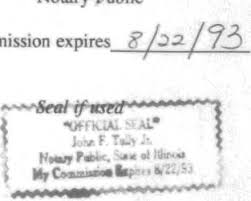 Notary Public
mission expires 8/22/93
Seal if used
"OFFICIAL SEAL"
John F. Tully Jr.
Notary Public, State of Illinois
My Commission Expires 8/22/93